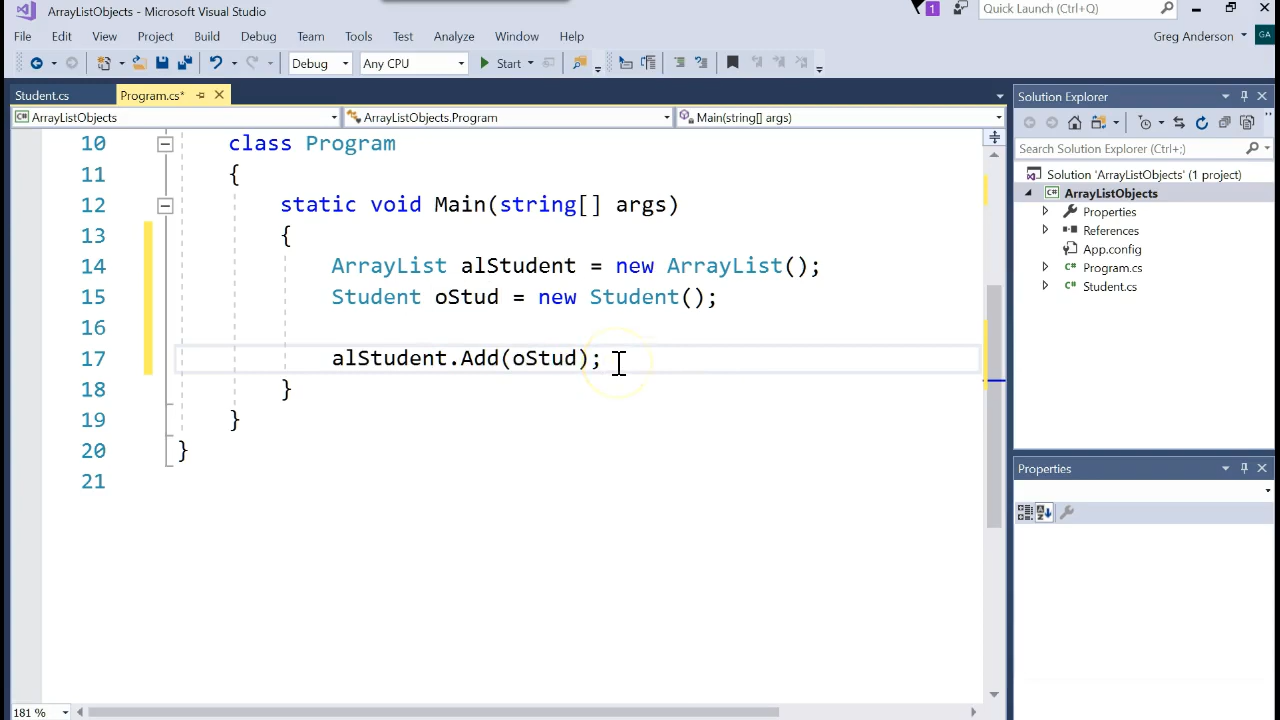 ArrayListObjects - Microsoft Visual Studio
1
Quick Launch (Ctrl+Q)
File Edit View Project Build Debug Team Tools Test Analyze Window Help
Greg Anderson
GA
Debug
Any CPU
Start
Student.cs
Program.cs*
ArrayListObjects
ArrayListObjects.Program
Main(string[] args)
10 class Program
11 {
12 static void Main(string[] args)
13 {
14 ArrayList alStudent = new ArrayList();
15 Student oStud = new Student();
16
17 alStudent.Add(oStud);
18 }
19 }
20 }
21
181 %
Solution Explorer
Search Solution Explorer (Ctrl+;)
Solution 'ArrayListObjects' (1 project)
ArrayListObjects
Properties
References
App.config
Program.cs
Student.cs
Properties